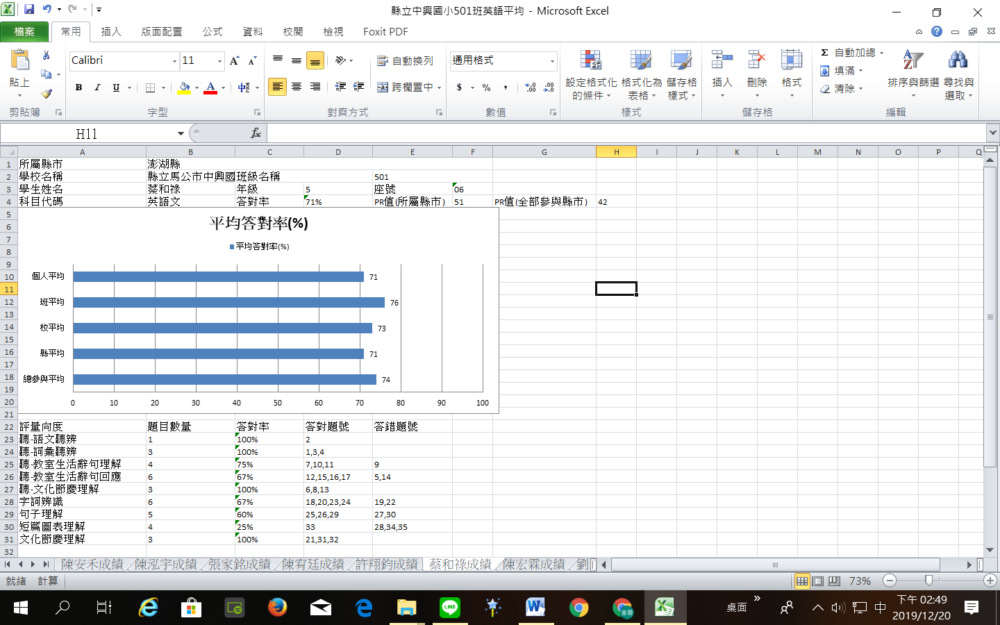 縣立中興國小501班英語平均 - Microsoft Excel
檔案 常用 插入 版面配置 公式 資料 校閱 檢視 Foxit PDF
Calibri 11 自動換列 通用格式 Σ 自動加總
貼上 B I U 中 跨欄置中 $ % , 設定格式化的條件 格式化為表格 儲存格樣式 插入 刪除 格式 填滿 清除 排序與篩選 尋找與選取
剪貼簿 字型 對齊方式 數值 樣式 儲存格 編輯
H11 fx
A B C D E F G H I J K L M N O P Q
1 所屬縣市 澎湖縣
2 學校名稱 縣立馬公市中興國 班級名稱 501
3 學生姓名 蔡和祿 年級 5 座號 06
4 科目代碼 英語文 答對率 71% PR值(所屬縣市) 51 PR值(全部參與縣市) 42
5
6
7
8
9
10
11
12
13
14
15
16
17
18
19
20
21
平均答對率(%)
平均答對率(%)
個人平均 71
班平均 76
校平均 73
縣平均 71
總參與平均 74
0 10 20 30 40 50 60 70 80 90 100
22 評量向度 題目數量 答對率 答對題號 答錯題號
23 聽-語文聽辨 1 100% 2
24 聽-詞彙聽辨 3 100% 1,3,4
25 聽-教室生活辭句理解 4 75% 7,10,11 9
26 聽-教室生活辭句回應 6 67% 12,15,16,17 5,14
27 聽-文化節慶理解 3 100% 6,8,13
28 字詞辨識 6 67% 18,20,23,24 19,22
29 句子理解 5 60% 25,26,29 27,30
30 短篇圖表理解 4 25% 33 28,34,35
31 文化節慶理解 3 100% 21,31,32
32
陳安禾成績 陳泓宇成績 張家銘成績 陳宥廷成績 許翔鈞成績 蔡和祿成績 陳宏霖成績 劉
就緒 計算 73%
桌面 中 下午 02:49
2019/12/20